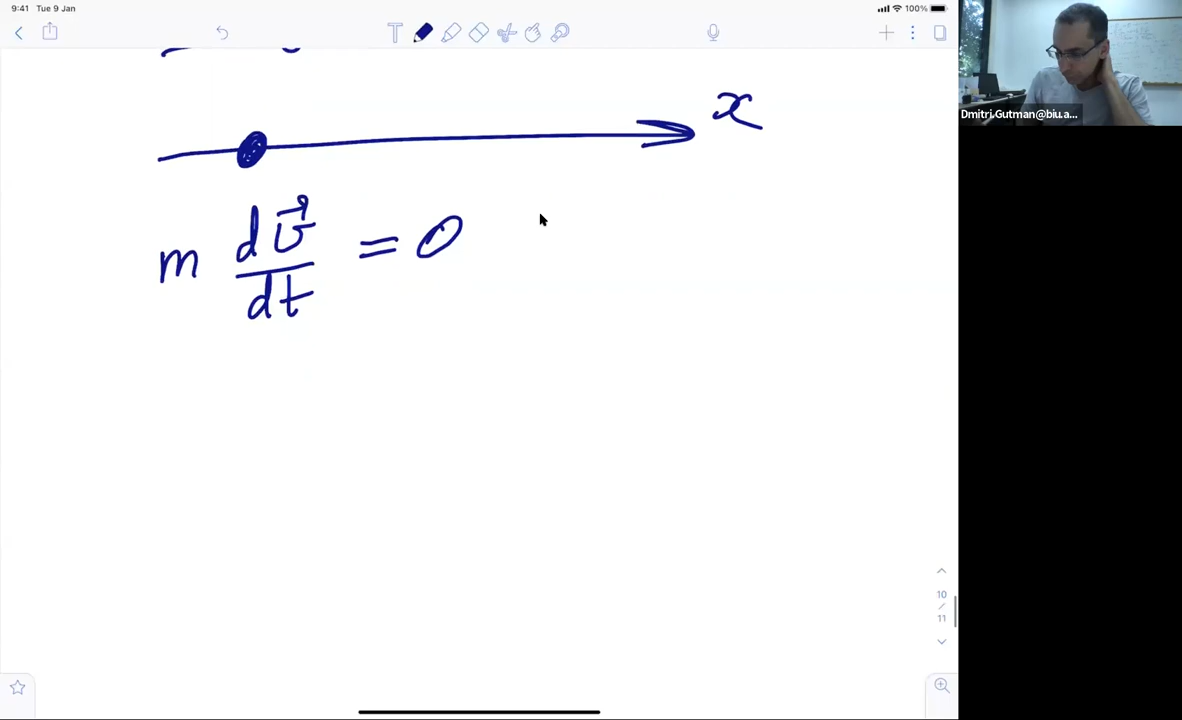 9:41 Tue 9 Jan
100%
T
Dmitri.Gutman@biu.a...
x
m dv⃗/dt = 0
10
/
11